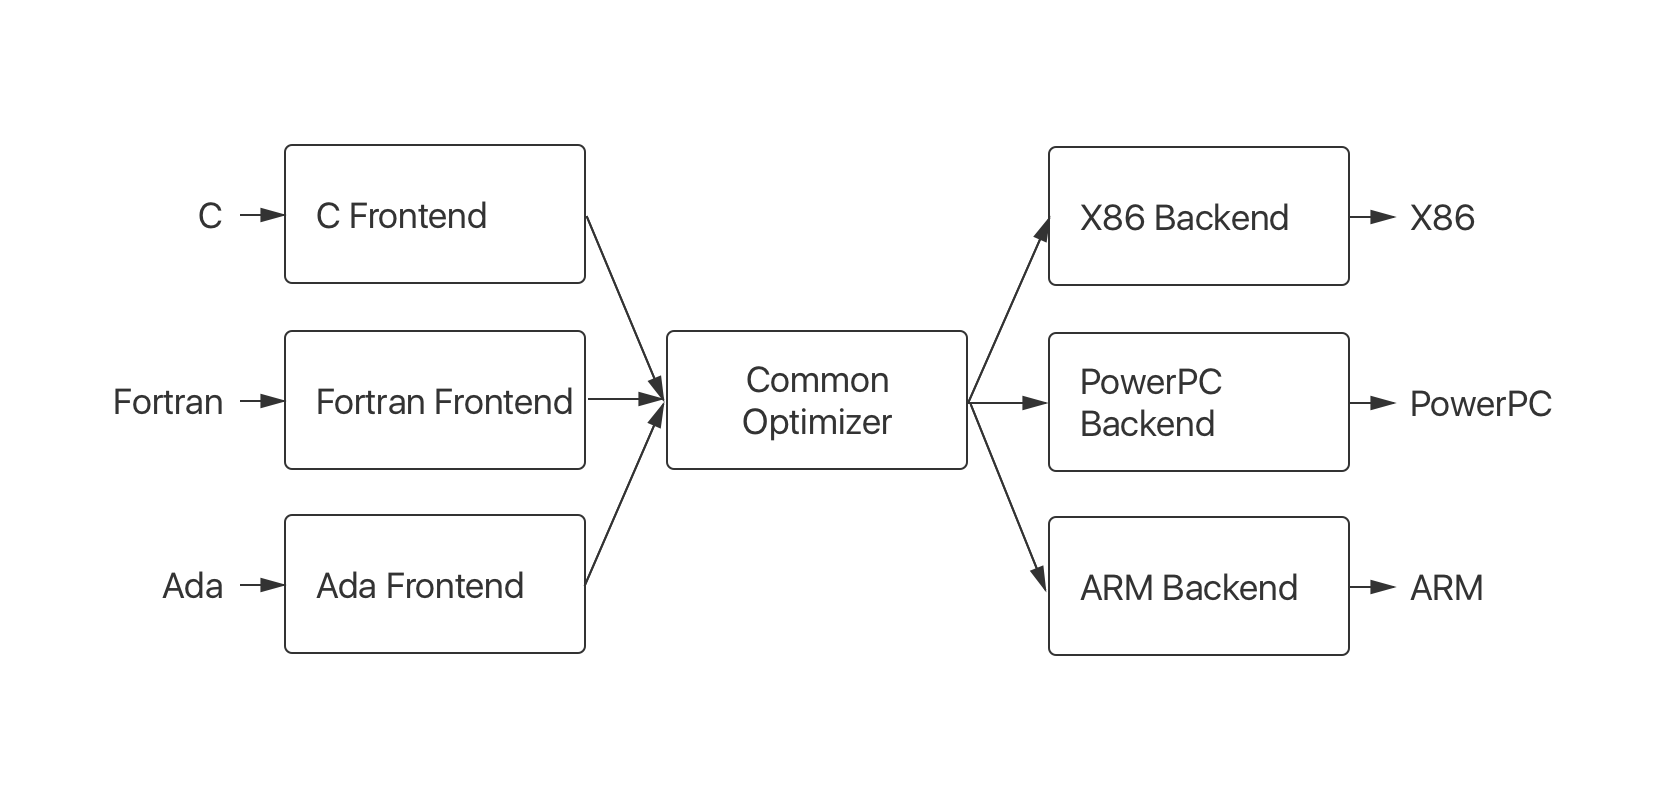 C
C Frontend
X86 Backend
X86
Fortran
Fortran Frontend
Common
Optimizer
PowerPC
Backend
PowerPC
Ada
Ada Frontend
ARM Backend
ARM